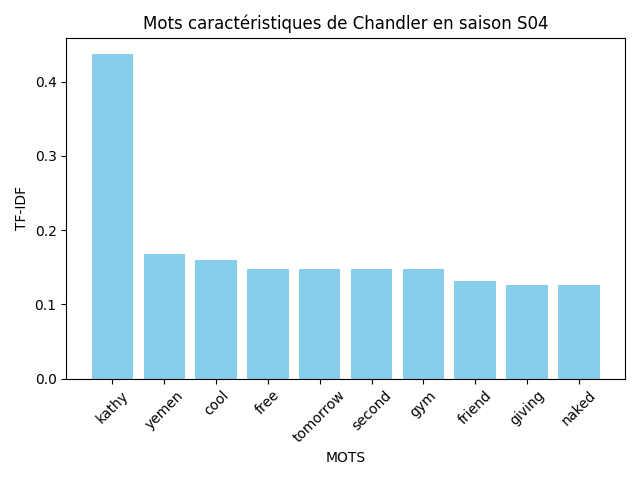 Mots caractéristiques de Chandler en saison S04
TF-IDF
0.4
0.3
0.2
0.1
0.0
kathy
yemen
cool
free
tomorrow
second
gym
friend
giving
naked
MOTS